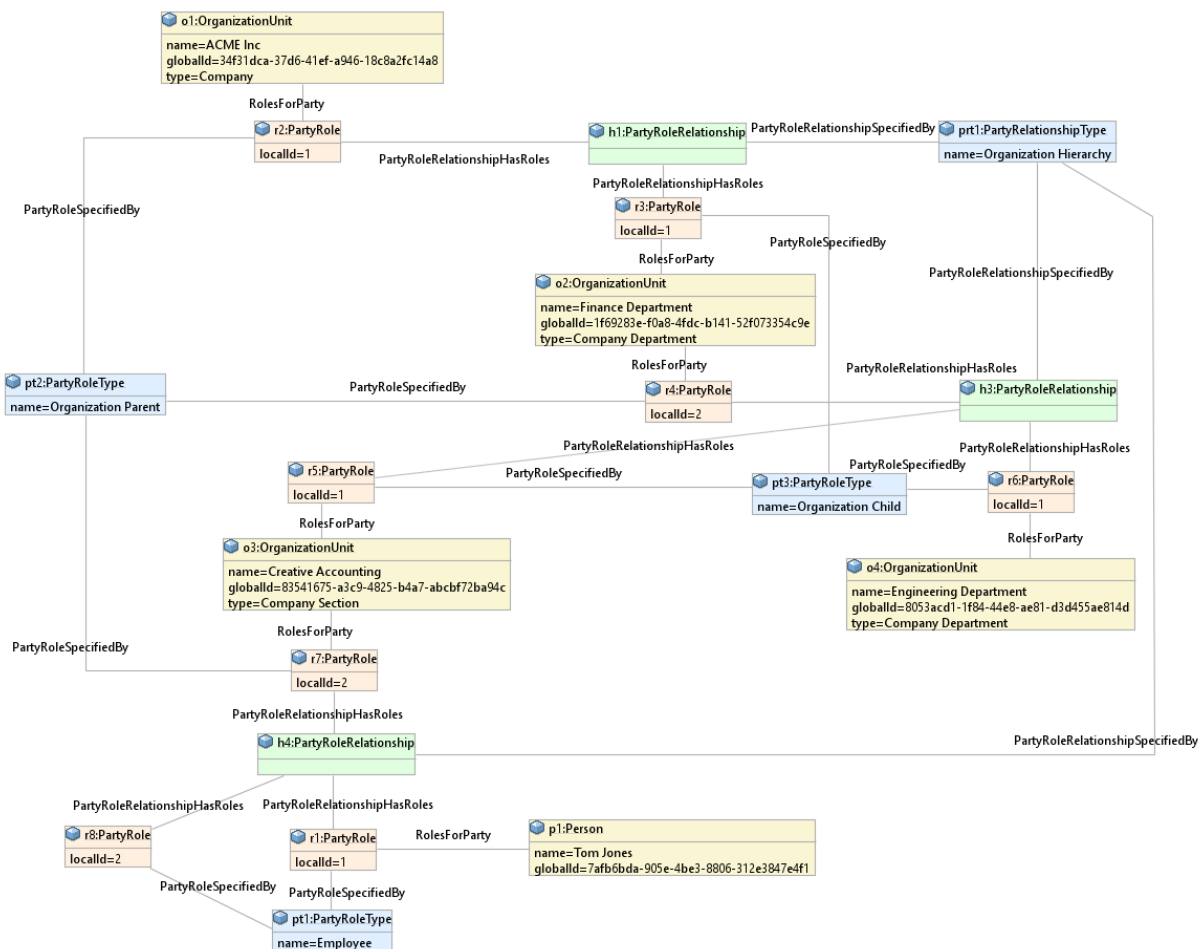 o1:OrganizationUnit
name=ACME Inc
globalId=34f31dca-37d6-41ef-a946-18c8a2fc14a8
type=Company
RolesForParty
r2:PartyRole
localId=1
PartyRoleRelationshipHasRoles
h1:PartyRoleRelationship
PartyRoleRelationshipSpecifiedBy
prt1:PartyRelationshipType
name=Organization Hierarchy
PartyRoleRelationshipHasRoles
r3:PartyRole
localId=1
PartyRoleSpecifiedBy
PartyRoleSpecifiedBy
RolesForParty
PartyRoleRelationshipSpecifiedBy
o2:OrganizationUnit
name=Finance Department
globalId=1f69283e-f0a8-4fdc-b141-52f073354c9e
type=Company Department
RolesForParty
PartyRoleRelationshipHasRoles
pt2:PartyRoleType
name=Organization Parent
PartyRoleSpecifiedBy
r4:PartyRole
localId=2
h3:PartyRoleRelationship
PartyRoleRelationshipHasRoles
PartyRoleRelationshipHasRoles
r5:PartyRole
localId=1
PartyRoleSpecifiedBy
pt3:PartyRoleType
name=Organization Child
PartyRoleSpecifiedBy
r6:PartyRole
localId=1
RolesForParty
RolesForParty
o3:OrganizationUnit
name=Creative Accounting
globalId=83541675-a3c9-4825-b4a7-abcbf72ba94c
type=Company Section
o4:OrganizationUnit
name=Engineering Department
globalId=8053acd1-1f84-44e8-ae81-d3d455ae814d
type=Company Department
RolesForParty
PartyRoleSpecifiedBy
r7:PartyRole
localId=2
PartyRoleRelationshipHasRoles
h4:PartyRoleRelationship
PartyRoleRelationshipSpecifiedBy
PartyRoleRelationshipHasRoles
PartyRoleRelationshipHasRoles
r8:PartyRole
localId=2
r1:PartyRole
localId=1
RolesForParty
p1:Person
name=Tom Jones
globalId=7afb6bda-905e-4be3-8806-312e3847e4f1
PartyRoleSpecifiedBy
PartyRoleSpecifiedBy
pt1:PartyRoleType
name=Employee